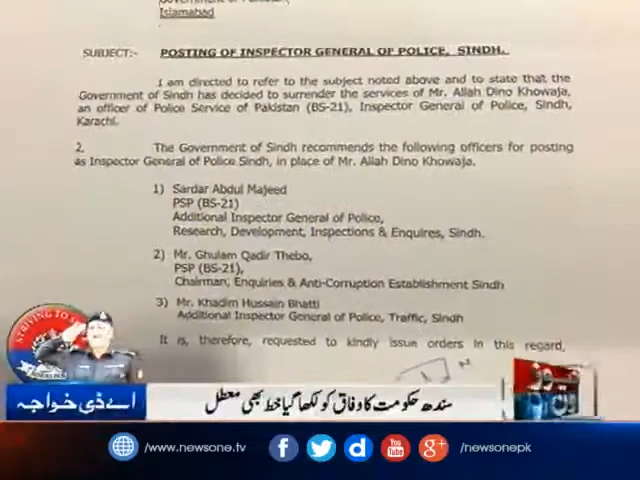 Islamabad
SUBJECT:- POSTING OF INSPECTOR GENERAL OF POLICE, SINDH.
I am directed to refer to the subject noted above and to state that the
Government of Sindh has decided to surrender the services of Mr. Allah Dino Khowaja,
an officer of Police Service of Pakistan (BS-21), Inspector General of Police, Sindh,
Karachi.
2. The Government of Sindh recommends the following officers for posting
as Inspector General of Police Sindh, in place of Mr. Allah Dino Khowaja.
1) Sardar Abdul Majeed
PSP (BS-21)
Additional Inspector General of Police,
Research, Development, Inspections & Enquires, Sindh.
2) Mr. Ghulam Qadir Thebo,
PSP (BS-21),
Chairman, Enquiries & Anti-Corruption Establishment Sindh
3) Mr. Khadim Hussain Bhatti
Additional Inspector General of Police, Traffic, Sindh
It is, therefore, requested to kindly issue orders in this regard,
STRIVING TO
اے ڈی خواجہ
سندھ حکومت کا وفاق کو لکھا گیا خط بھی معطل
/www.newsone.tv
/newsonepk